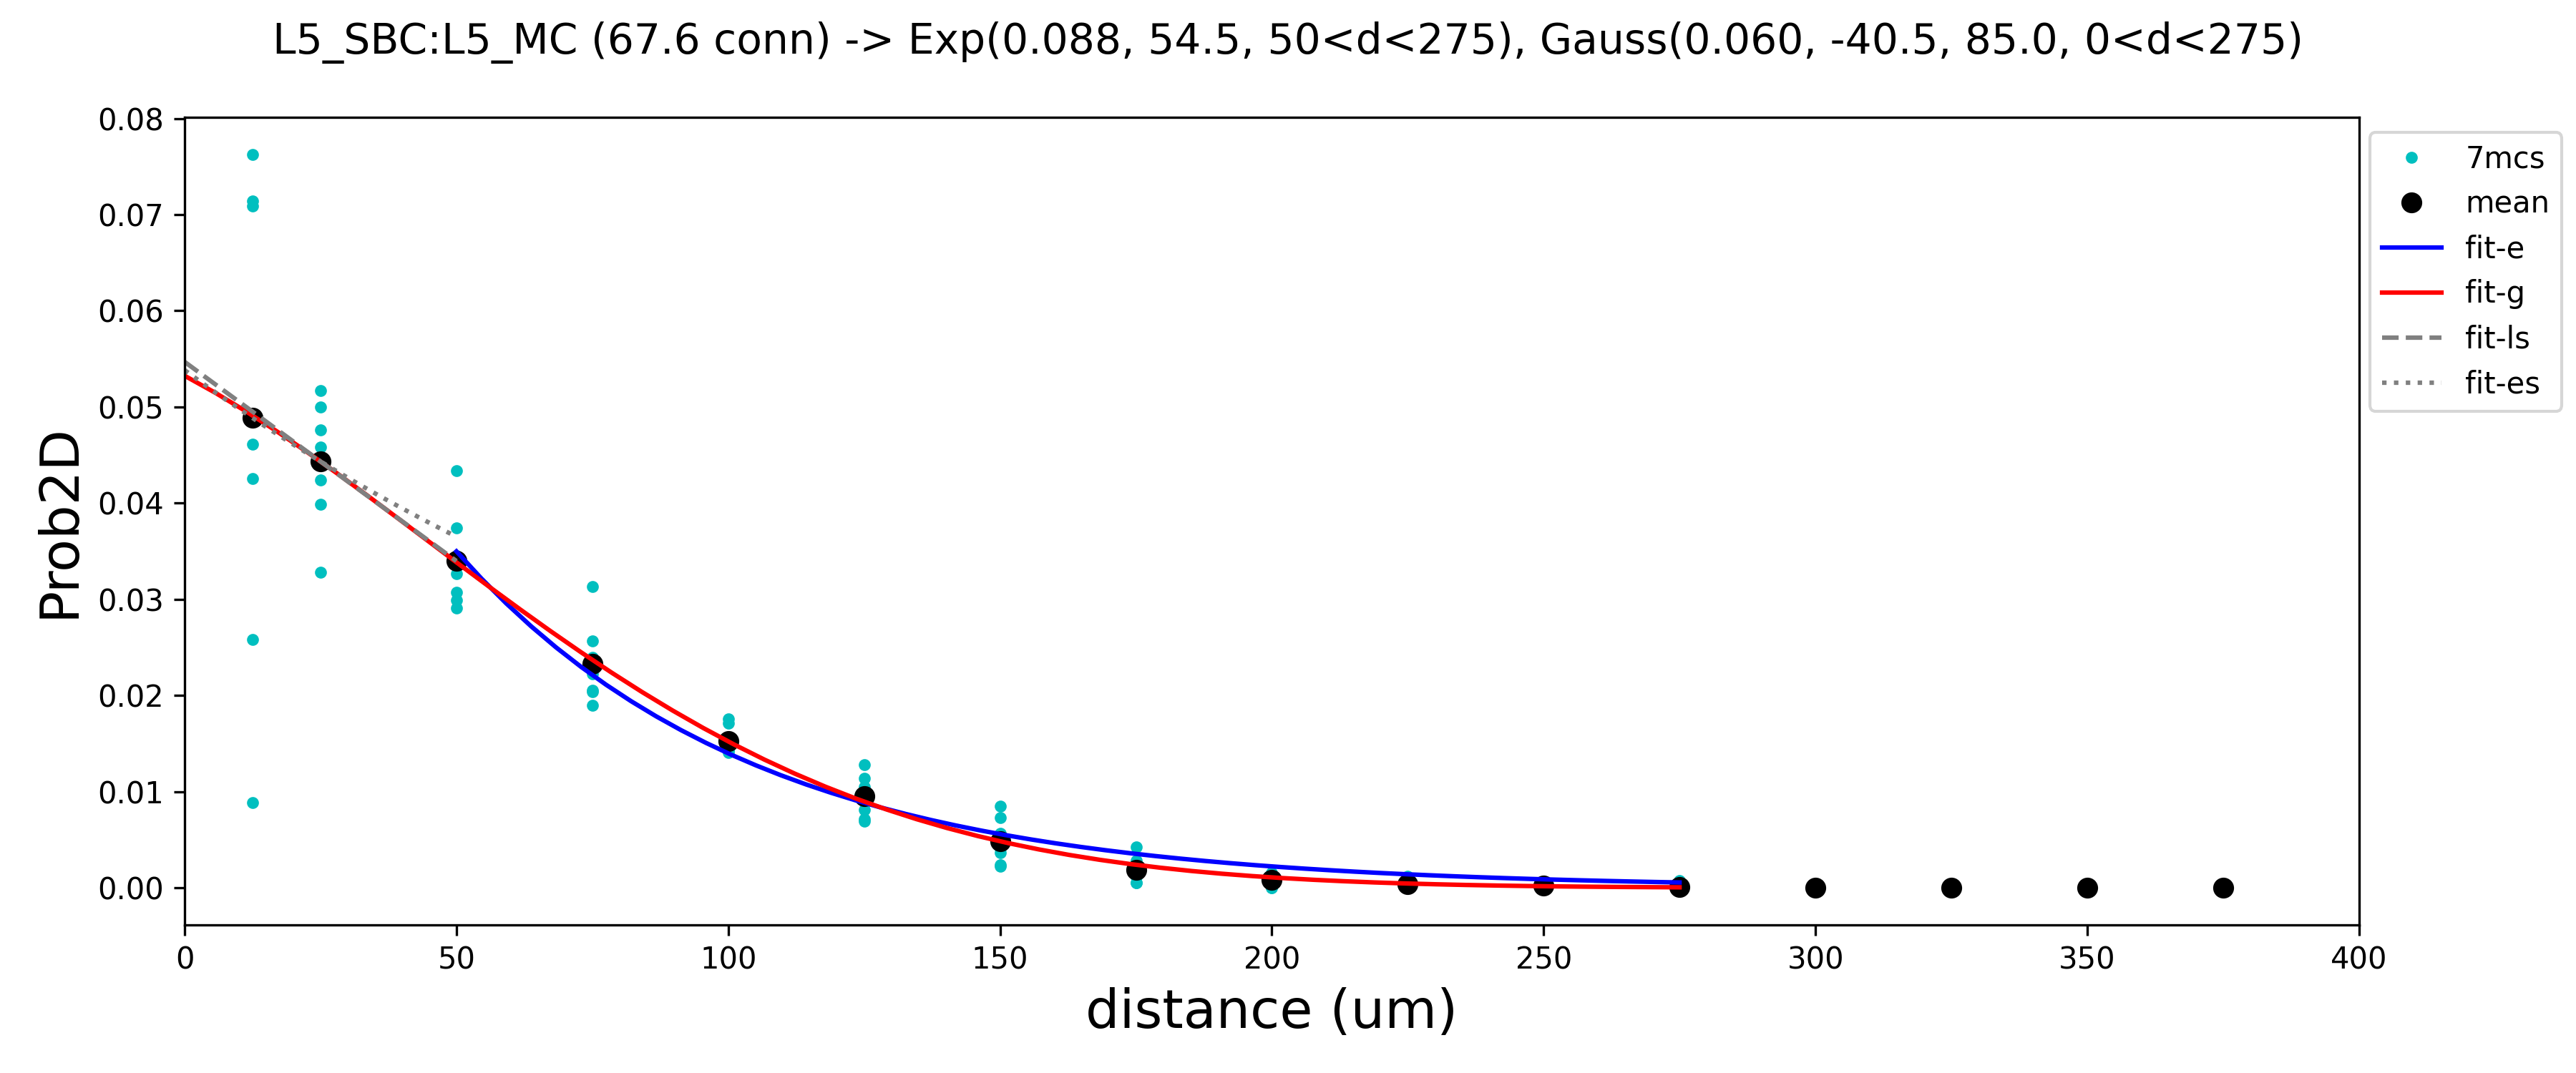 L5_SBC:L5_MC (67.6 conn) -> Exp(0.088, 54.5, 50<d<275), Gauss(0.060, -40.5, 85.0, 0<d<275)
0.08
0.07
0.06
0.05
0.04
0.03
0.02
0.01
0.00
Prob2D
0 50 100 150 200 250 300 350 400
distance (um)
7mcs
mean
fit-e
fit-g
fit-ls
fit-es